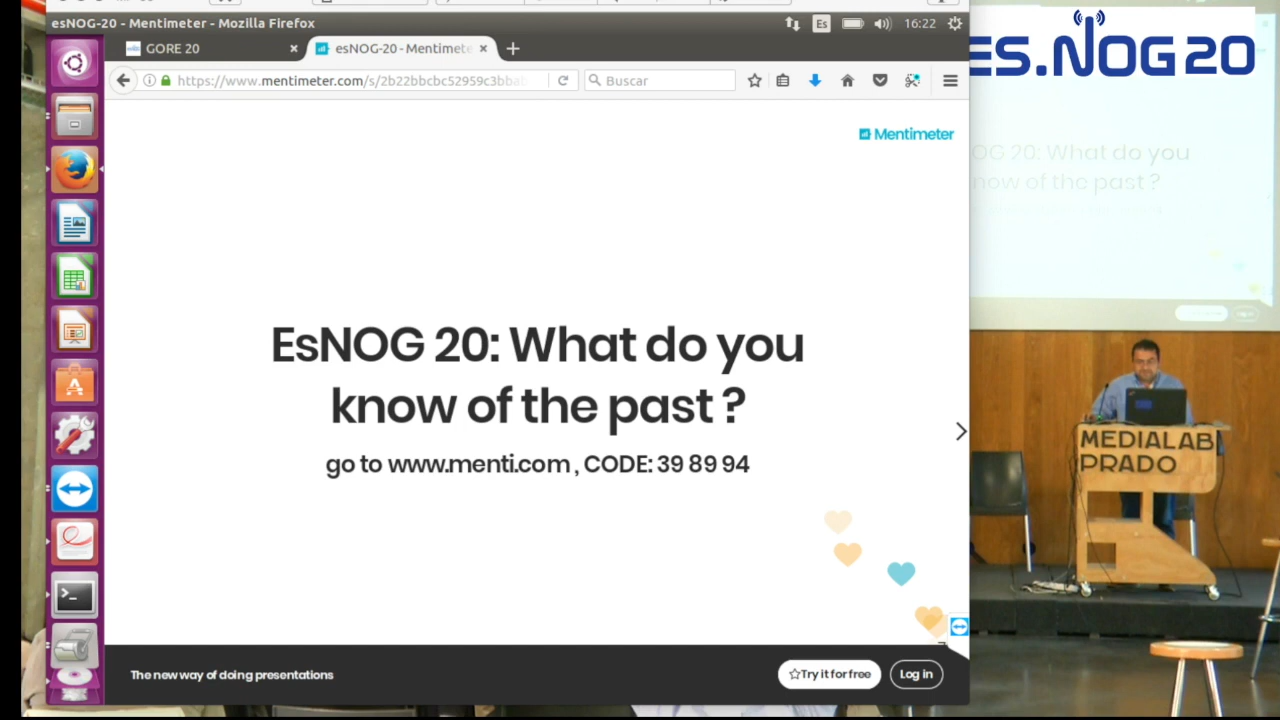 esNOG-20 - Mentimeter - Mozilla Firefox
Es
16:22
GORE 20
esNOG-20 - Mentimete
https://www.mentimeter.com/s/2b22bbcbc52959c3bba
Buscar
Mentimeter
EsNOG 20: What do you
know of the past ?
go to www.menti.com , CODE: 39 89 94
The new way of doing presentations
Try it for free
Log in
ES.NOG20
OG 20: What do you
now of the past ?
MEDIALAB
PRADO